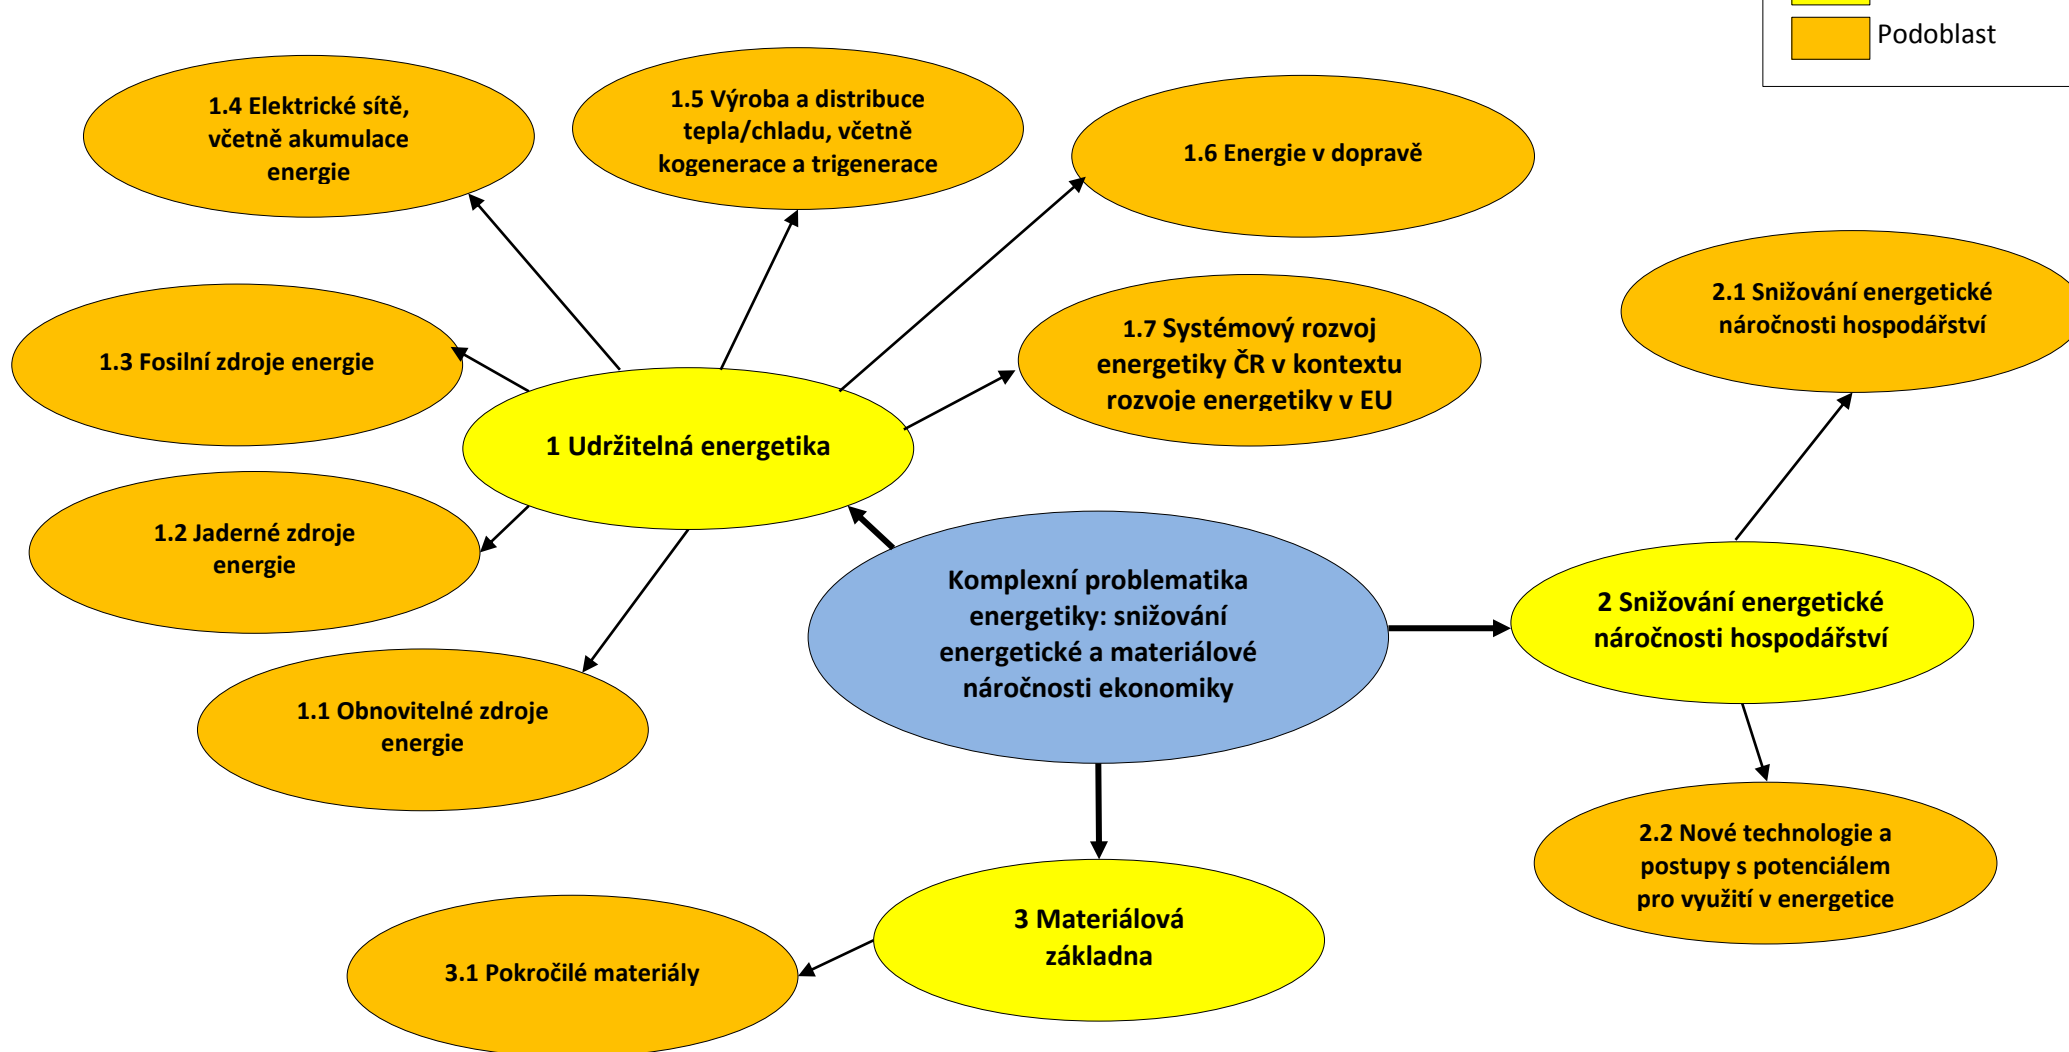 Podoblast
1.4 Elektrické sítě,
včetně akumulace
energie
1.5 Výroba a distribuce
tepla/chladu, včetně
kogenerace a trigenerace
1.6 Energie v dopravě
1.7 Systémový rozvoj
energetiky ČR v kontextu
rozvoje energetiky v EU
2.1 Snižování energetické
náročnosti hospodářství
1.3 Fosilní zdroje energie
1 Udržitelná energetika
1.2 Jaderné zdroje
energie
Komplexní problematika
energetiky: snižování
energetické a materiálové
náročnosti ekonomiky
2 Snižování energetické
náročnosti hospodářství
1.1 Obnovitelné zdroje
energie
2.2 Nové technologie a
postupy s potenciálem
pro využití v energetice
3 Materiálová
základna
3.1 Pokročilé materiály